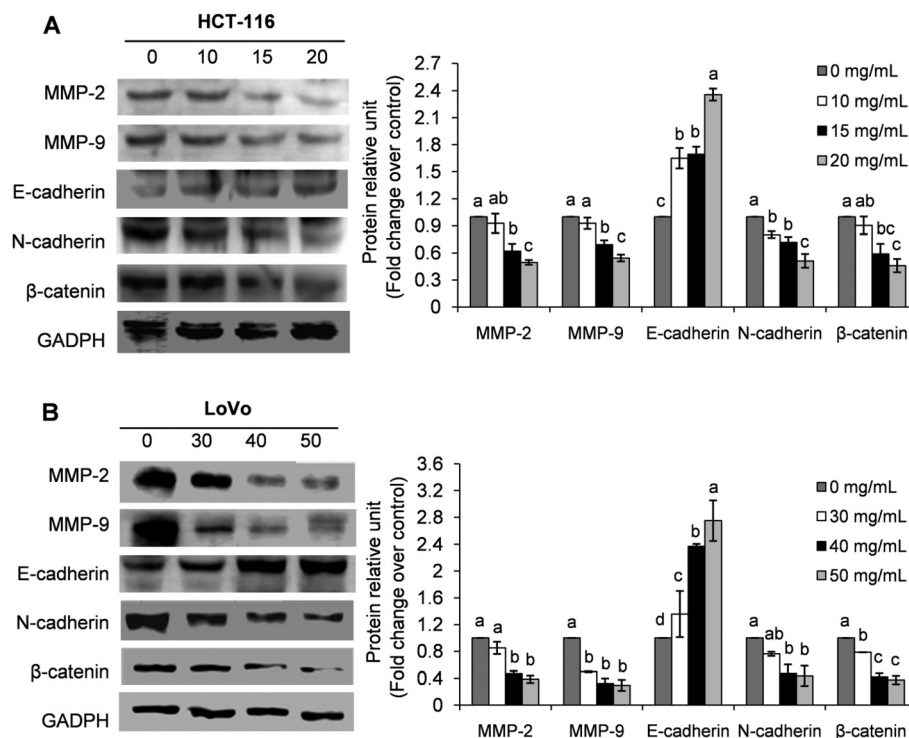 A
HCT-116
0 10 15 20
MMP-2
MMP-9
E-cadherin
N-cadherin
β-catenin
GADPH
Protein relative unit
(Fold change over control)
2.7
2.4
1.8
1.5
1.2
0.9
0.6
0.3
0
0 mg/mL
10 mg/mL
15 mg/mL
20 mg/mL
a ab b c
a a b c
c b b a
a b b c
a ab bc c
MMP-2 MMP-9 E-cadherin N-cadherin β-catenin
B
LoVo
0 30 40 50
MMP-2
MMP-9
E-cadherin
N-cadherin
β-catenin
GADPH
Protein relative unit
(Fold change over control)
3.6
3.2
2.8
2.4
1.6
1.2
0.8
0.4
0
0 mg/mL
30 mg/mL
40 mg/mL
50 mg/mL
a a b b
a b b b
d c b a
a ab b b
a b c c
MMP-2 MMP-9 E-cadherin N-cadherin β-catenin